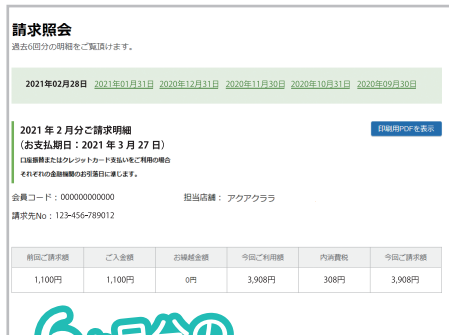 請求照会
過去6回分の明細をご覧頂けます。
2021年02月28日 2021年01月31日 2020年12月31日 2020年11月30日 2020年10月31日 2020年09月30日
2021 年 2 月分ご請求明細
印刷用PDFを表示
(お支払期日：2021 年 3 月 27 日)
口座振替またはクレジットカード支払いをご利用の場合
それぞれの金融機関のお引落日に準じます。
会員コード：000000000000 担当店舗： アクアクララ
請求先No：123-456-789012
前回ご請求額 ご入金額 お繰越金額 今回ご利用額 内消費税 今回ご請求額
1,100円 1,100円 0円 3,908円 308円 3,908円